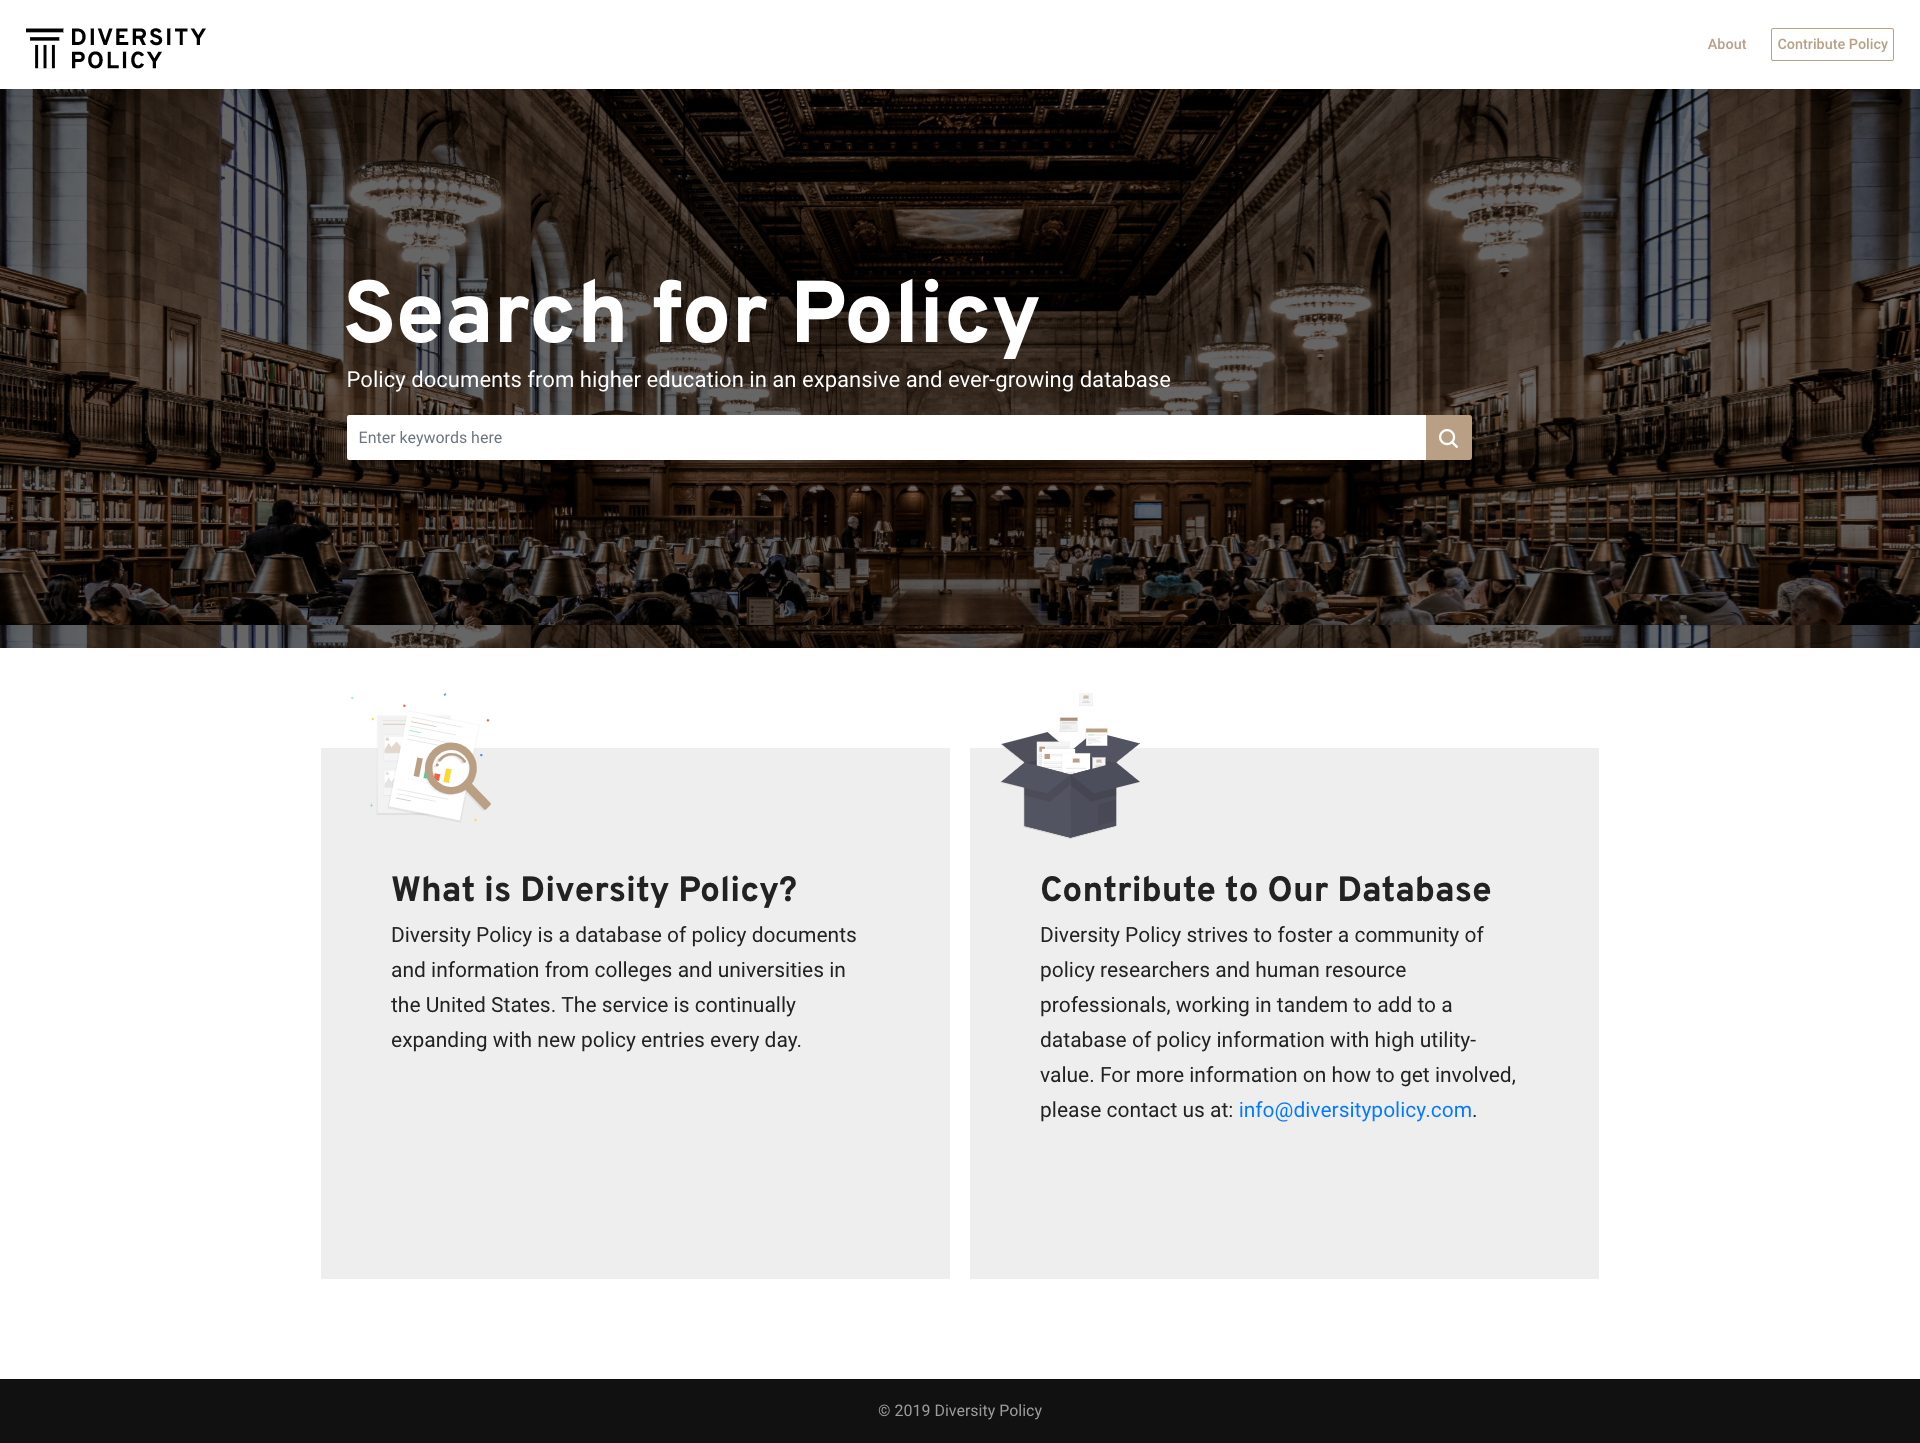 DIVERSITY
POLICY
About
Contribute Policy
Search for Policy
Policy documents from higher education in an expansive and ever-growing database
Enter keywords here
What is Diversity Policy?
Diversity Policy is a database of policy documents
and information from colleges and universities in
the United States. The service is continually
expanding with new policy entries every day.
Contribute to Our Database
Diversity Policy strives to foster a community of
policy researchers and human resource
professionals, working in tandem to add to a
database of policy information with high utility-
value. For more information on how to get involved,
please contact us at: info@diversitypolicy.com.
© 2019 Diversity Policy